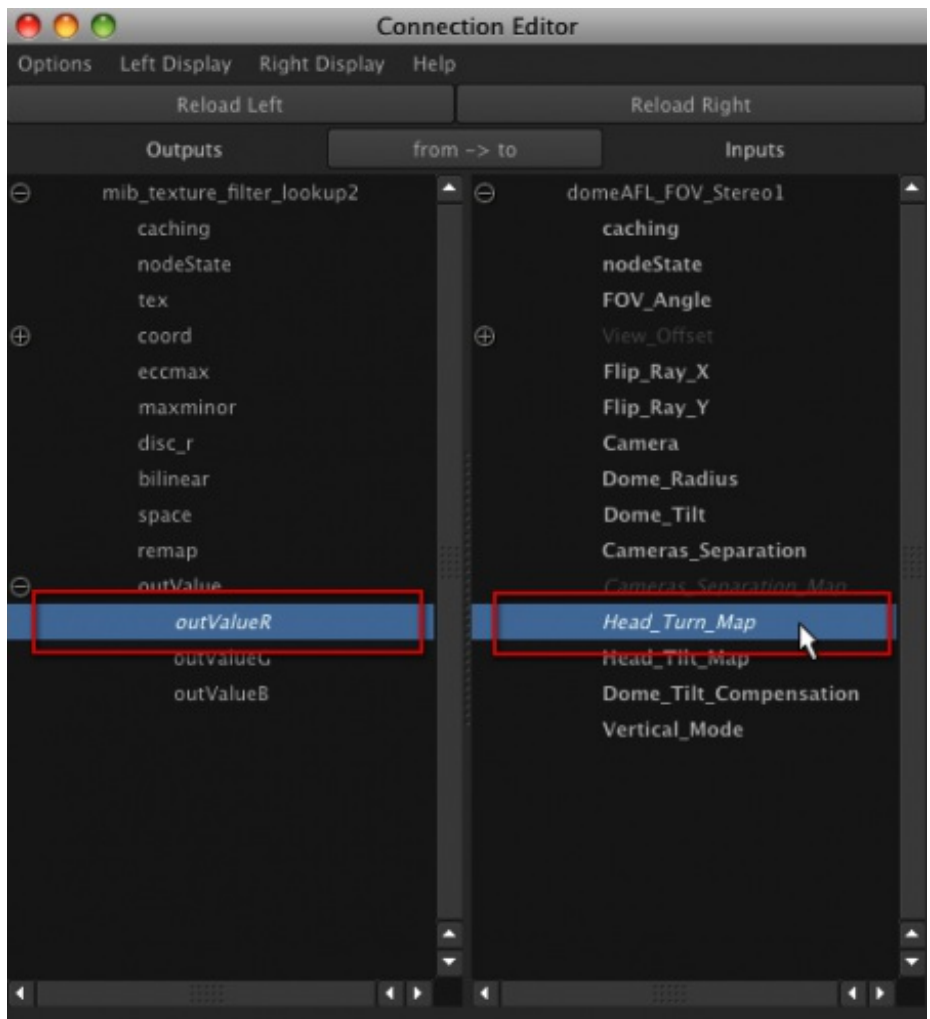 Connection Editor
Options Left Display Right Display Help
Reload Left Reload Right
Outputs from -> to Inputs
mib_texture_filter_lookup2
caching
nodeState
tex
coord
eccmax
maxminor
disc_r
bilinear
space
remap
outValue
outValueR
outValueG
outValueB
domeAFL_FOV_Stereo1
caching
nodeState
FOV_Angle
View_Offset
Flip_Ray_X
Flip_Ray_Y
Camera
Dome_Radius
Dome_Tilt
Cameras_Separation
Cameras_Separation_Map
Head_Turn_Map
Head_Tilt_Map
Dome_Tilt_Compensation
Vertical_Mode